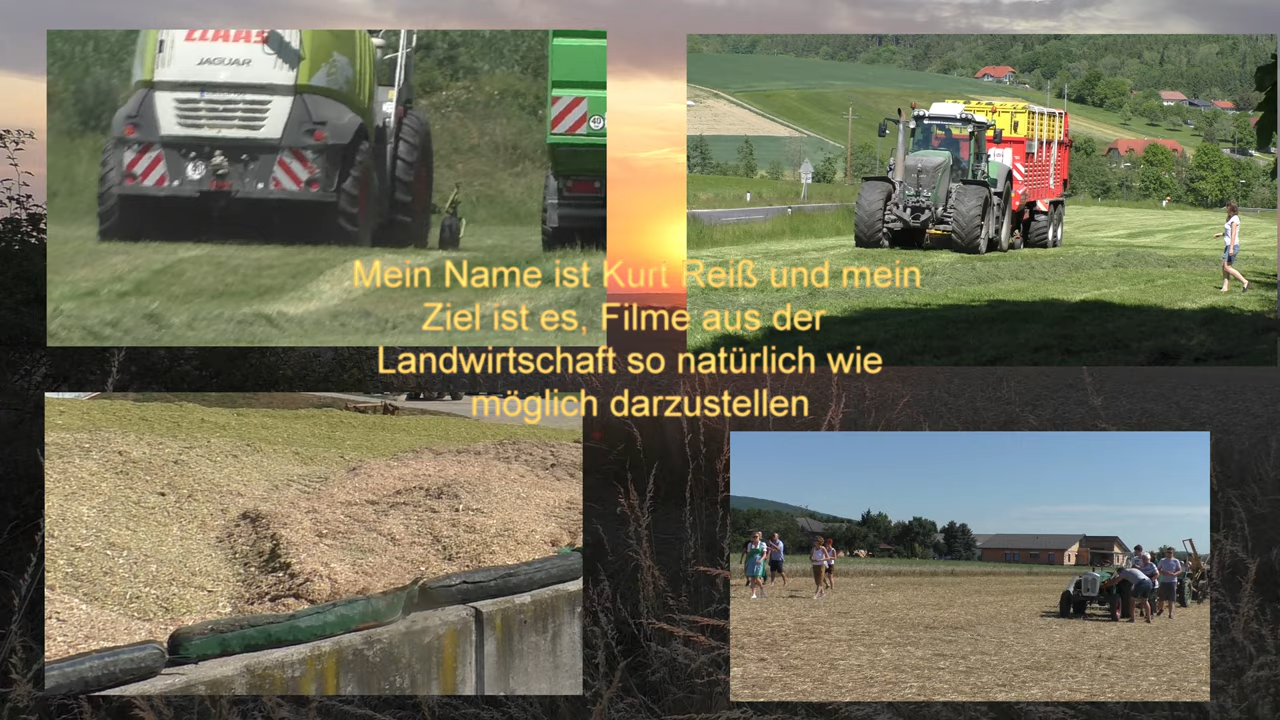 CLAAS
JAGUAR
40
Mein Name ist Kurt Reiß und mein
Ziel ist es, Filme aus der
Landwirtschaft so natürlich wie
möglich darzustellen